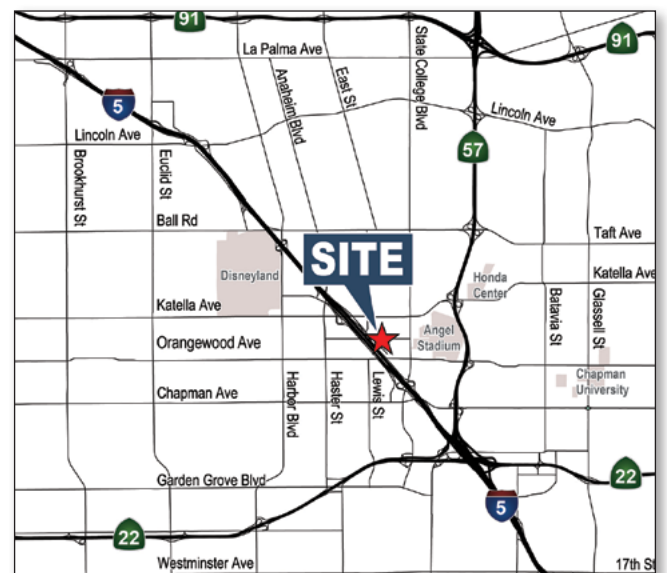 91
La Palma Ave
State College Blvd
91
Anaheim Blvd
East St
5
Lincoln Ave
Lincoln Ave
57
Brookhurst St
Euclid St
Ball Rd
Taft Ave
SITE
Disneyland
Honda
Center
Katella Ave
Katella Ave
Batavia St
Glassell St
Orangewood Ave
Angel
Stadium
Chapman Ave
Harbor Blvd
Haster St
Lewis St
Chapman
University
Garden Grove Blvd
22
5
22
Westminster Ave
17th St